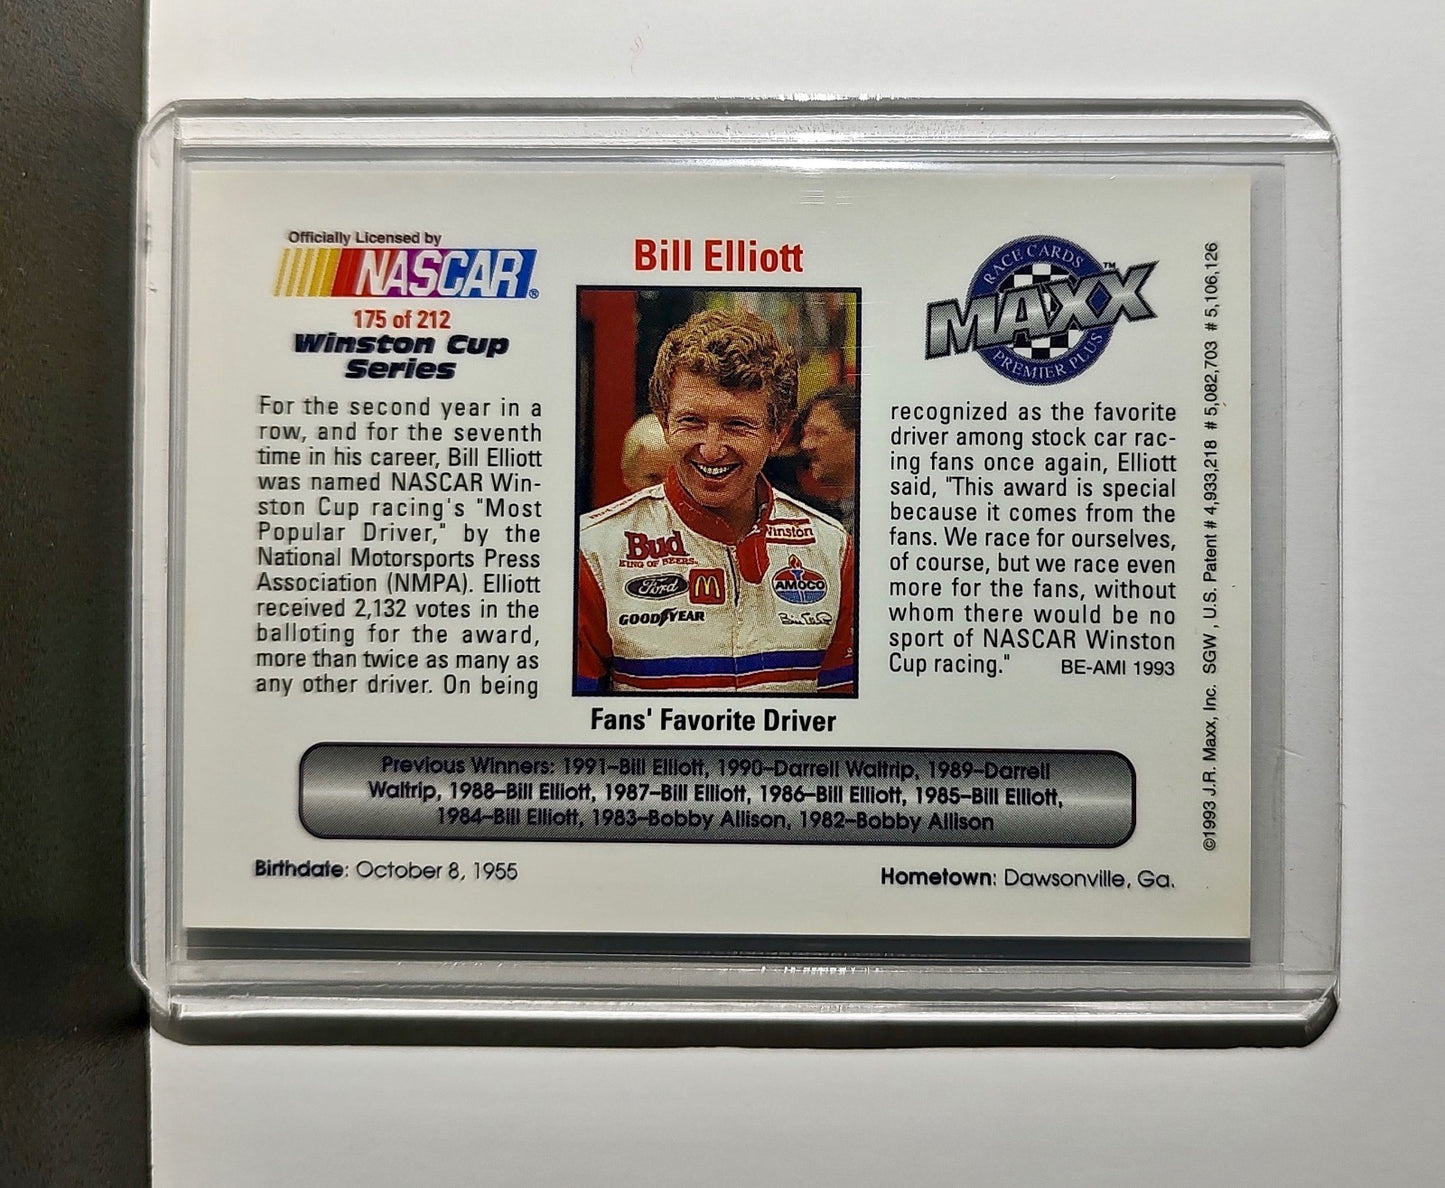 Officially Licensed by
NASCAR®
175 of 212
Winston Cup
Series
For the second year in a
row, and for the seventh
time in his career, Bill Elliott
was named NASCAR Win-
ston Cup racing's "Most
Popular Driver," by the
National Motorsports Press
Association (NMPA). Elliott
received 2,132 votes in the
balloting for the award,
more than twice as many as
any other driver. On being
Bill Elliott
Winston
Bud
KING OF BEERS.
Ford
M
AMOCO
GOODYEAR
Fans' Favorite Driver
RACE CARDS
MAXX™
PREMIER PLUS
recognized as the favorite
driver among stock car rac-
ing fans once again, Elliott
said, "This award is special
because it comes from the
fans. We race for ourselves,
of course, but we race even
more for the fans, without
whom there would be no
sport of NASCAR Winston
Cup racing." BE-AMI 1993
Previous Winners: 1991–Bill Elliott, 1990–Darrell Waltrip, 1989–Darrell
Waltrip, 1988–Bill Elliott, 1987–Bill Elliott, 1986–Bill Elliott, 1985–Bill Elliott,
1984–Bill Elliott, 1983–Bobby Allison, 1982–Bobby Allison
Birthdate: October 8, 1955
Hometown: Dawsonville, Ga.
©1993 J.R. Maxx, Inc. SGW, U.S. Patent # 4,933,218 # 5,082,703 # 5,106,126